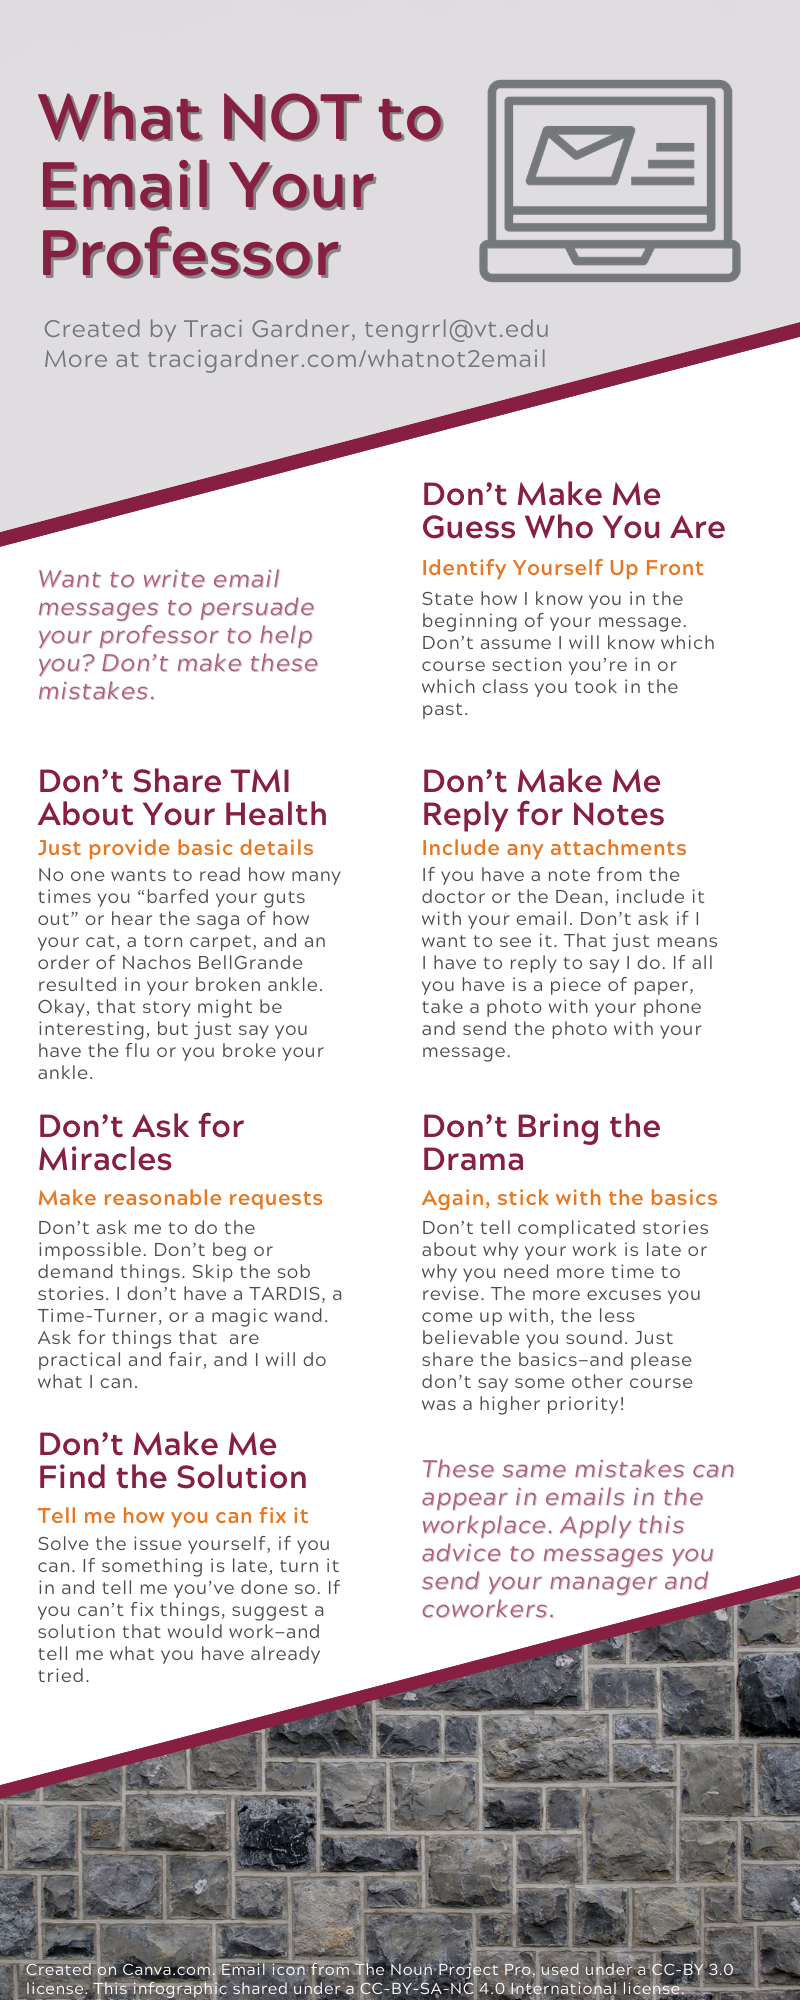 What NOT to
Email Your
Professor
Created by Traci Gardner, tengrrl@vt.edu
More at tracigardner.com/whatnot2email
Want to write email
messages to persuade
your professor to help
you? Don't make these
mistakes.
Don't Make Me
Guess Who You Are
Identify Yourself Up Front
State how I know you in the
beginning of your message.
Don't assume I will know which
course section you're in or
which class you took in the
past.
Don't Share TMI
About Your Health
Just provide basic details
No one wants to read how many
times you “barfed your guts
out” or hear the saga of how
your cat, a torn carpet, and an
order of Nachos BellGrande
resulted in your broken ankle.
Okay, that story might be
interesting, but just say you
have the flu or you broke your
ankle.
Don't Make Me
Reply for Notes
Include any attachments
If you have a note from the
doctor or the Dean, include it
with your email. Don't ask if I
want to see it. That just means
I have to reply to say I do. If all
you have is a piece of paper,
take a photo with your phone
and send the photo with your
message.
Don't Ask for
Miracles
Make reasonable requests
Don't ask me to do the
impossible. Don't beg or
demand things. Skip the sob
stories. I don't have a TARDIS, a
Time-Turner, or a magic wand.
Ask for things that  are
practical and fair, and I will do
what I can.
Don't Bring the
Drama
Again, stick with the basics
Don't tell complicated stories
about why your work is late or
why you need more time to
revise. The more excuses you
come up with, the less
believable you sound. Just
share the basics—and please
don't say some other course
was a higher priority!
Don't Make Me
Find the Solution
Tell me how you can fix it
Solve the issue yourself, if you
can. If something is late, turn it
in and tell me you've done so. If
you can't fix things, suggest a
solution that would work—and
tell me what you have already
tried.
These same mistakes can
appear in emails in the
workplace. Apply this
advice to messages you
send your manager and
coworkers.
Created on Canva.com. Email icon from The Noun Project Pro, used under a CC-BY 3.0
license. This infographic shared under a CC-BY-SA-NC 4.0 International license.